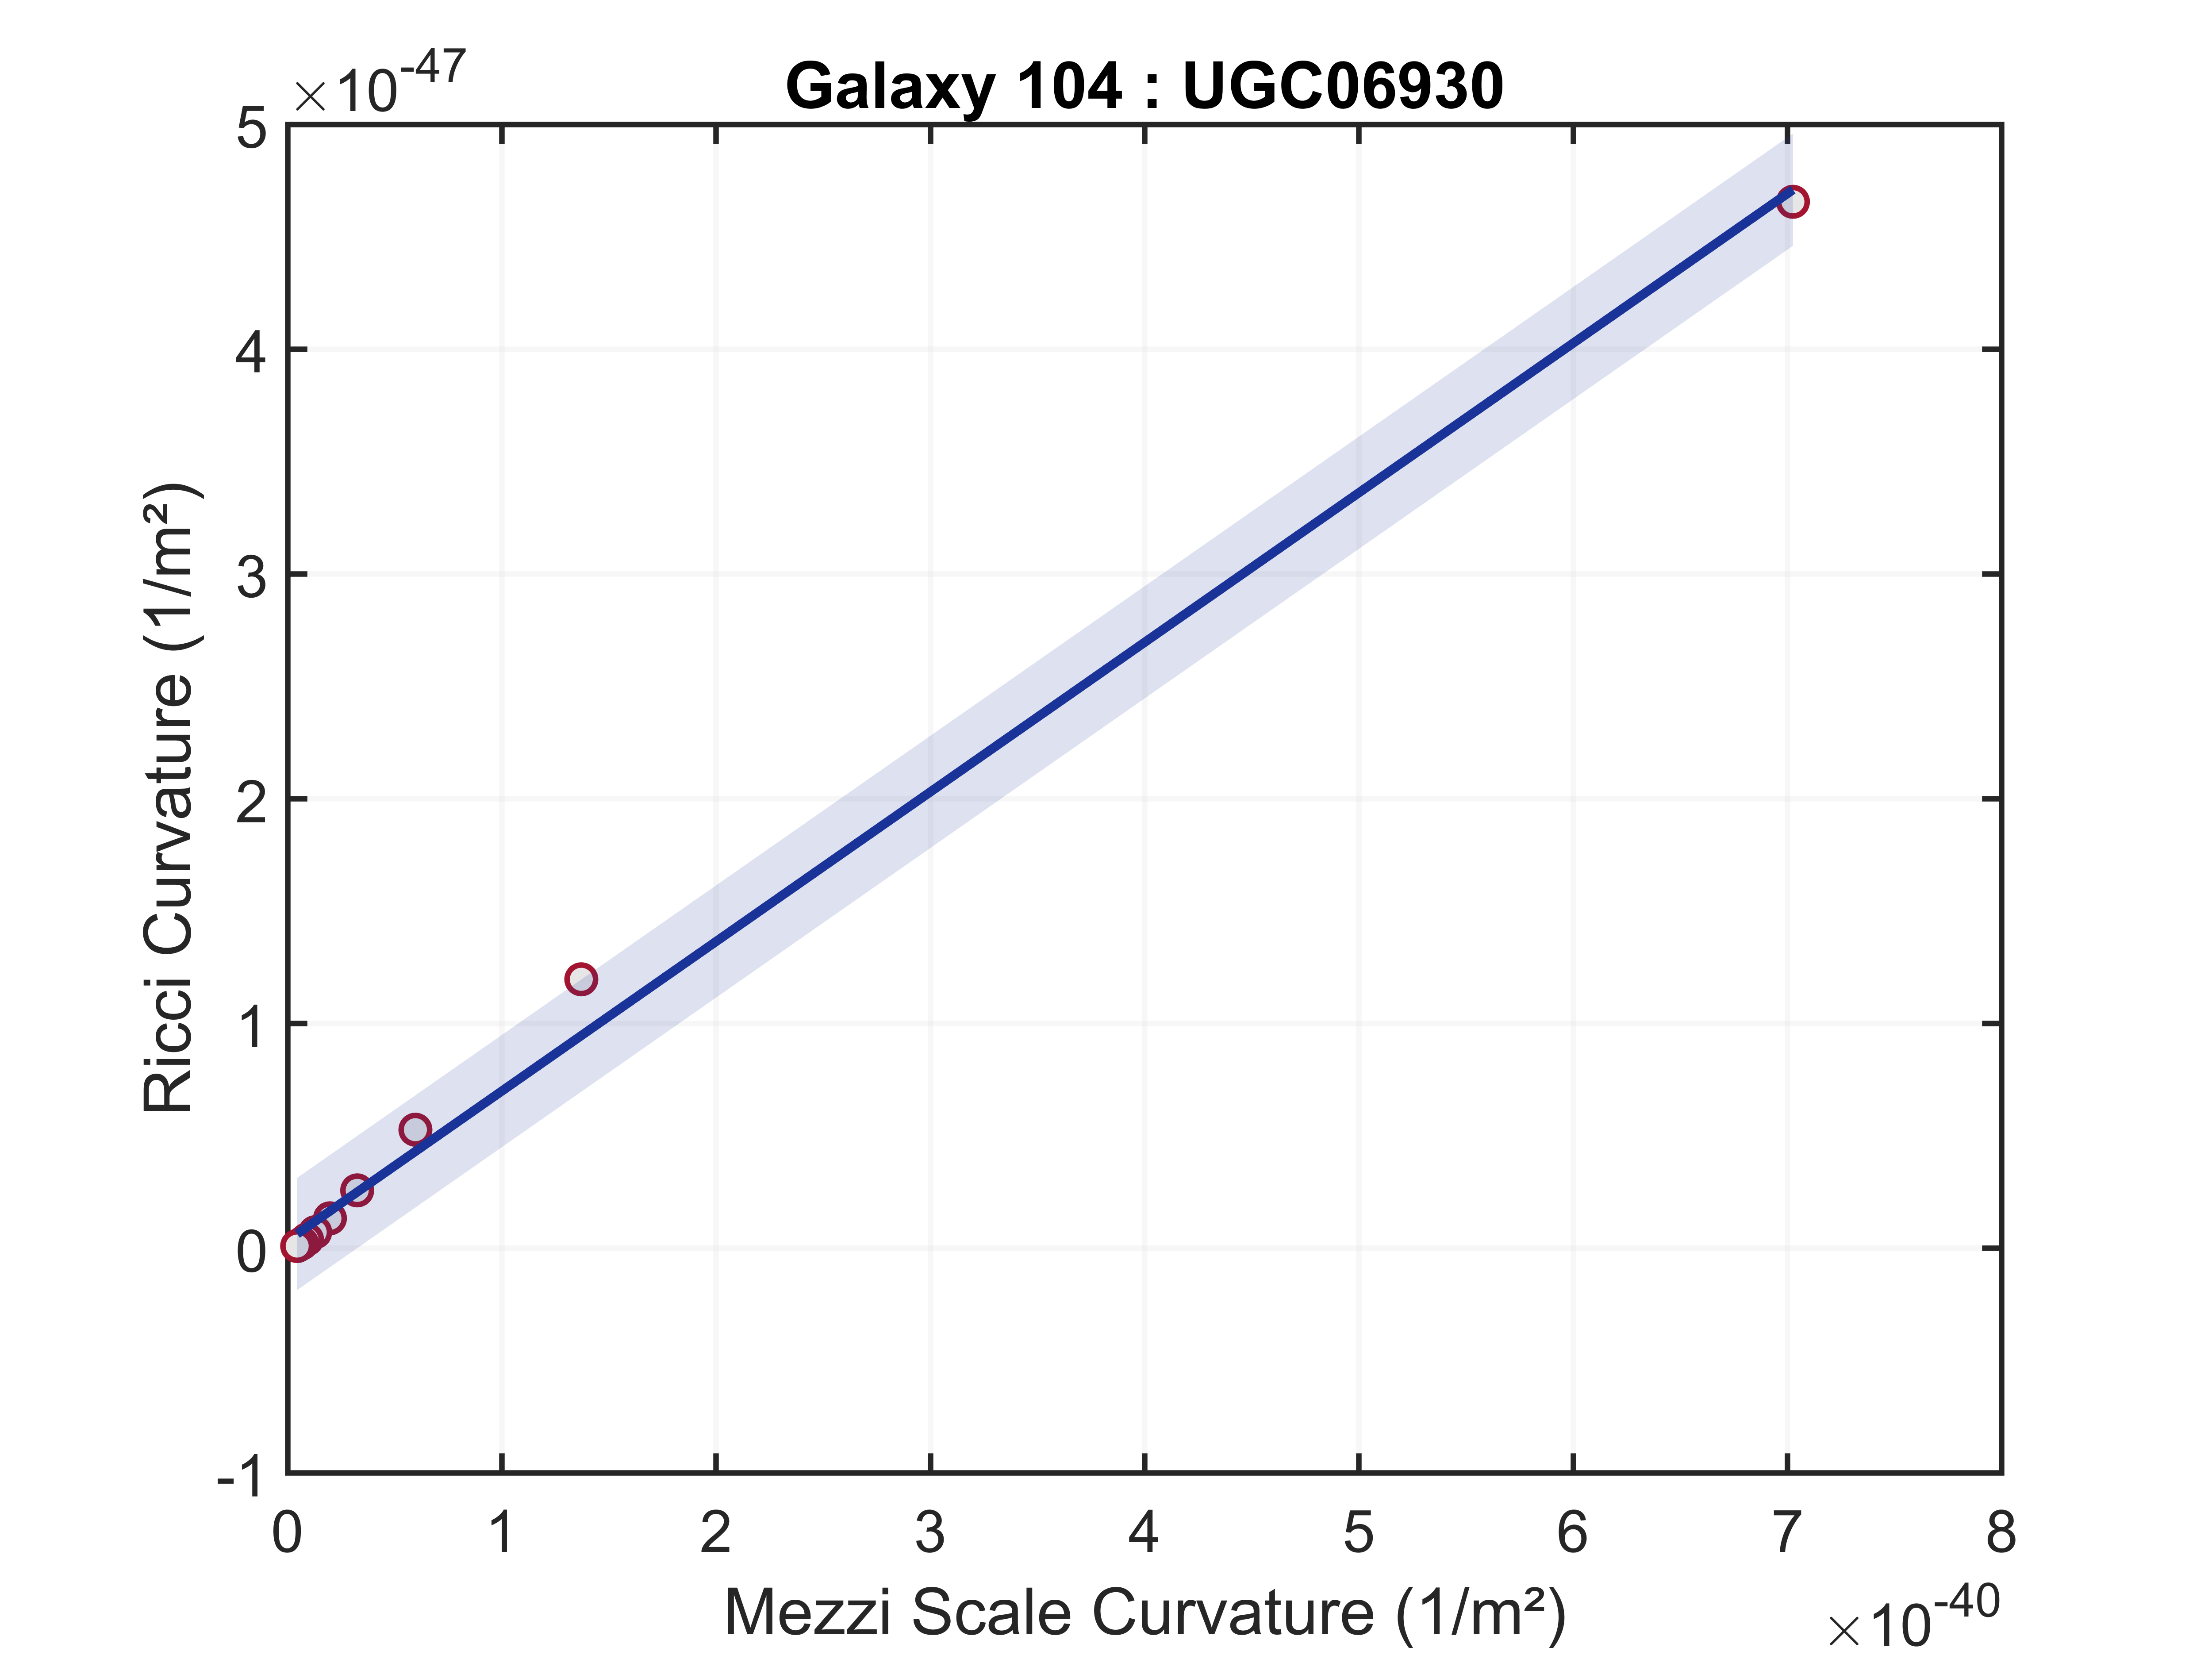 Galaxy 104 : UGC06930
×10-47
5
4
3
2
1
0
-1
Ricci Curvature (1/m²)
0 1 2 3 4 5 6 7 8
Mezzi Scale Curvature (1/m²)
×10-40